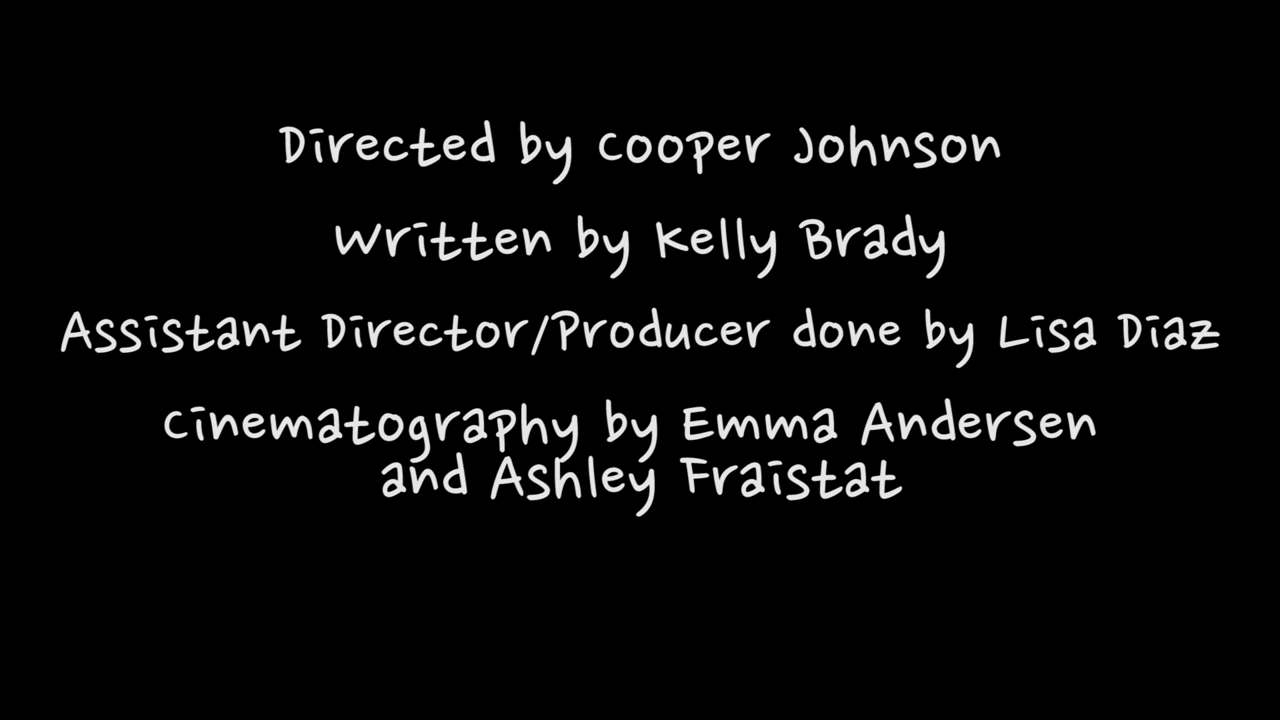 Directed by Cooper Johnson
Written by Kelly Brady
Assistant Director/Producer done by Lisa Diaz
Cinematography by Emma Andersen
and Ashley Fraistat